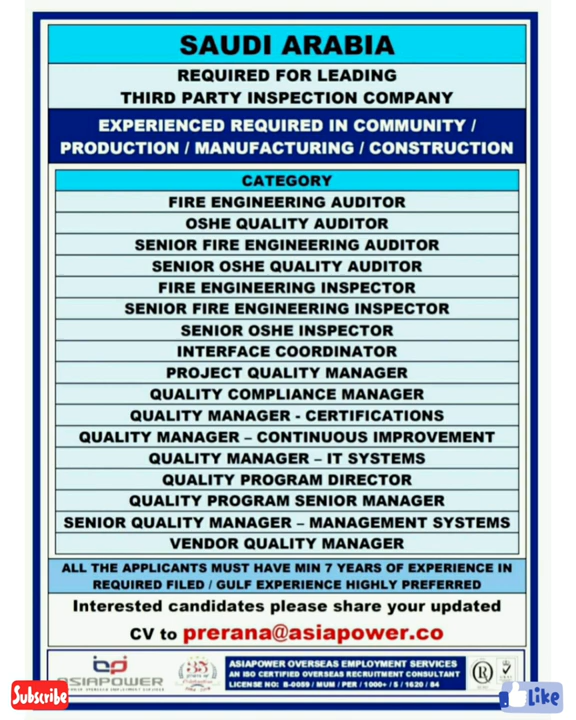 SAUDI ARABIA
REQUIRED FOR LEADING
THIRD PARTY INSPECTION COMPANY
EXPERIENCED REQUIRED IN COMMUNITY /
PRODUCTION / MANUFACTURING / CONSTRUCTION
CATEGORY
FIRE ENGINEERING AUDITOR
OSHE QUALITY AUDITOR
SENIOR FIRE ENGINEERING AUDITOR
SENIOR OSHE QUALITY AUDITOR
FIRE ENGINEERING INSPECTOR
SENIOR FIRE ENGINEERING INSPECTOR
SENIOR OSHE INSPECTOR
INTERFACE COORDINATOR
PROJECT QUALITY MANAGER
QUALITY COMPLIANCE MANAGER
QUALITY MANAGER - CERTIFICATIONS
QUALITY MANAGER – CONTINUOUS IMPROVEMENT
QUALITY MANAGER – IT SYSTEMS
QUALITY PROGRAM DIRECTOR
QUALITY PROGRAM SENIOR MANAGER
SENIOR QUALITY MANAGER – MANAGEMENT SYSTEMS
VENDOR QUALITY MANAGER
ALL THE APPLICANTS MUST HAVE MIN 7 YEARS OF EXPERIENCE IN
REQUIRED FILED / GULF EXPERIENCE HIGHLY PREFERRED
Interested candidates please share your updated
CV to prerana@asiapower.co
ASIAPOWER
35
ASIAPOWER OVERSEAS EMPLOYMENT SERVICES
AN ISO CERTIFIED OVERSEAS RECRUITMENT CONSULTANT
LICENSE NO: B-0059 / MUM / PER / 1000+ / 5 / 1620 / 84
R
Subscribe
Like